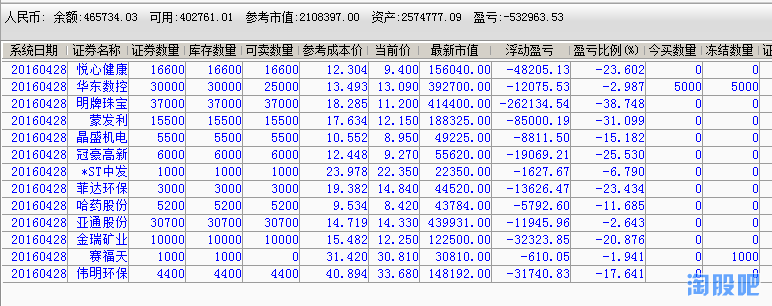 人民币: 余额:465734.03 可用:402761.01 参考市值:2108397.00 资产:2574777.09 盈亏:-532963.53
系统日期 证券名称 证券数量 库存数量 可卖数量 参考成本价 当前价 最新市值 浮动盈亏 盈亏比例(%) 今买数量 冻结数量 证
20160428 悦心健康 16600 16600 16600 12.304 9.400 156040.00 -48205.13 -23.602 0 0
20160428 华东数控 30000 30000 25000 13.493 13.090 392700.00 -12075.53 -2.987 5000 5000
20160428 明牌珠宝 37000 37000 37000 18.285 11.200 414400.00 -262134.54 -38.748 0 0
20160428 蒙发利 15500 15500 15500 17.634 12.150 188325.00 -85000.19 -31.099 0 0
20160428 晶盛机电 5500 5500 5500 10.552 8.950 49225.00 -8811.50 -15.182 0 0
20160428 冠豪高新 6000 6000 6000 12.448 9.270 55620.00 -19069.21 -25.530 0 0
20160428 *ST中发 1000 1000 1000 23.978 22.350 22350.00 -1627.67 -6.790 0 0
20160428 菲达环保 3000 3000 3000 19.382 14.840 44520.00 -13626.47 -23.434 0 0
20160428 哈药股份 5200 5200 5200 9.534 8.420 43784.00 -5792.60 -11.685 0 0
20160428 亚通股份 30700 30700 30700 14.719 14.330 439931.00 -11945.96 -2.643 0 0
20160428 金瑞矿业 10000 10000 10000 15.482 12.250 122500.00 -32323.85 -20.876 0 0
20160428 赛福天 1000 1000 0 31.420 30.810 30810.00 -610.05 -1.941 0 1000
20160428 伟明环保 4400 4400 4400 40.894 33.680 148192.00 -31740.83 -17.641 0 0
淘股吧